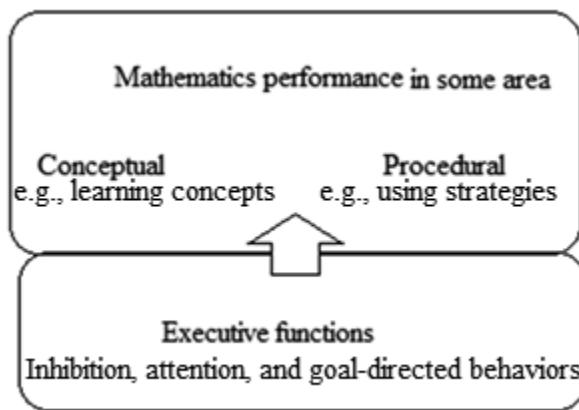 Mathematics performance in some area
Conceptual
e.g., learning concepts
Procedural
e.g., using strategies
Executive functions
Inhibition, attention, and goal-directed behaviors